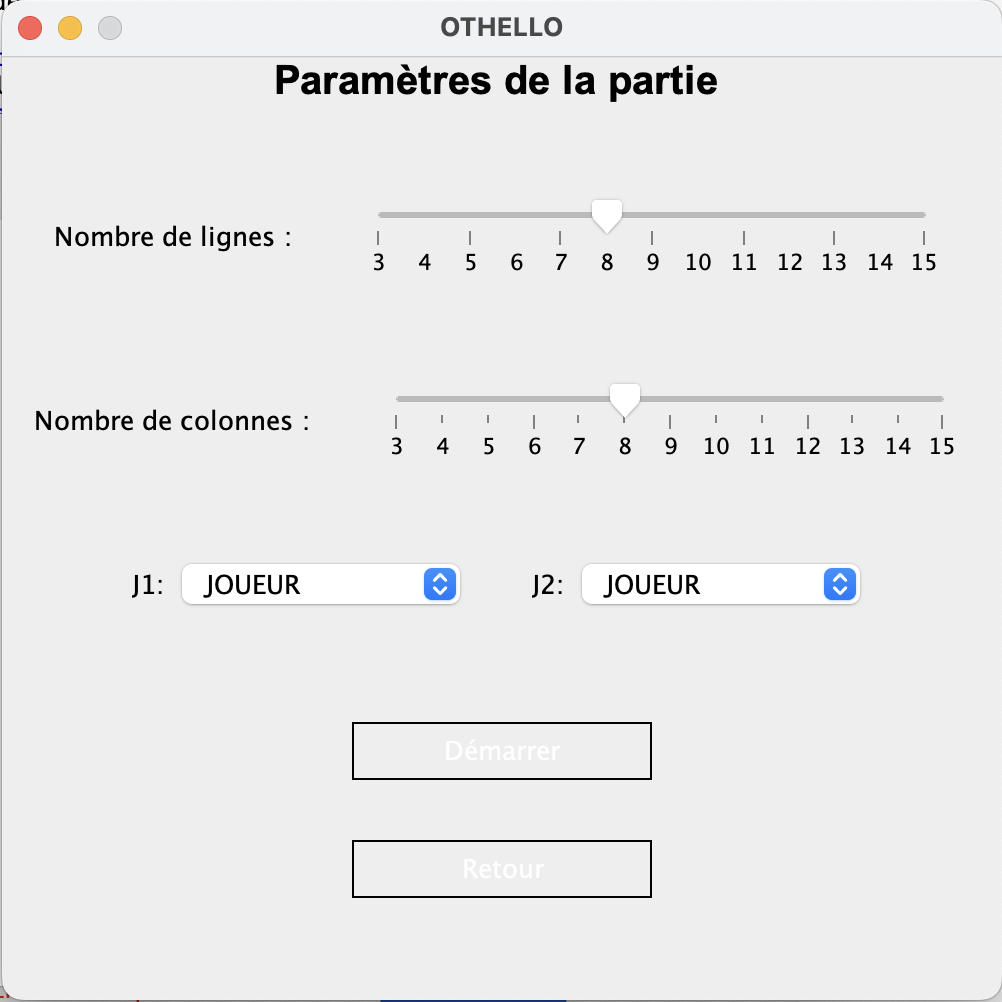 OTHELLO
Paramètres de la partie
Nombre de lignes :
3 4 5 6 7 8 9 10 11 12 13 14 15
Nombre de colonnes :
3 4 5 6 7 8 9 10 11 12 13 14 15
J1: JOUEUR J2: JOUEUR
Démarrer
Retour